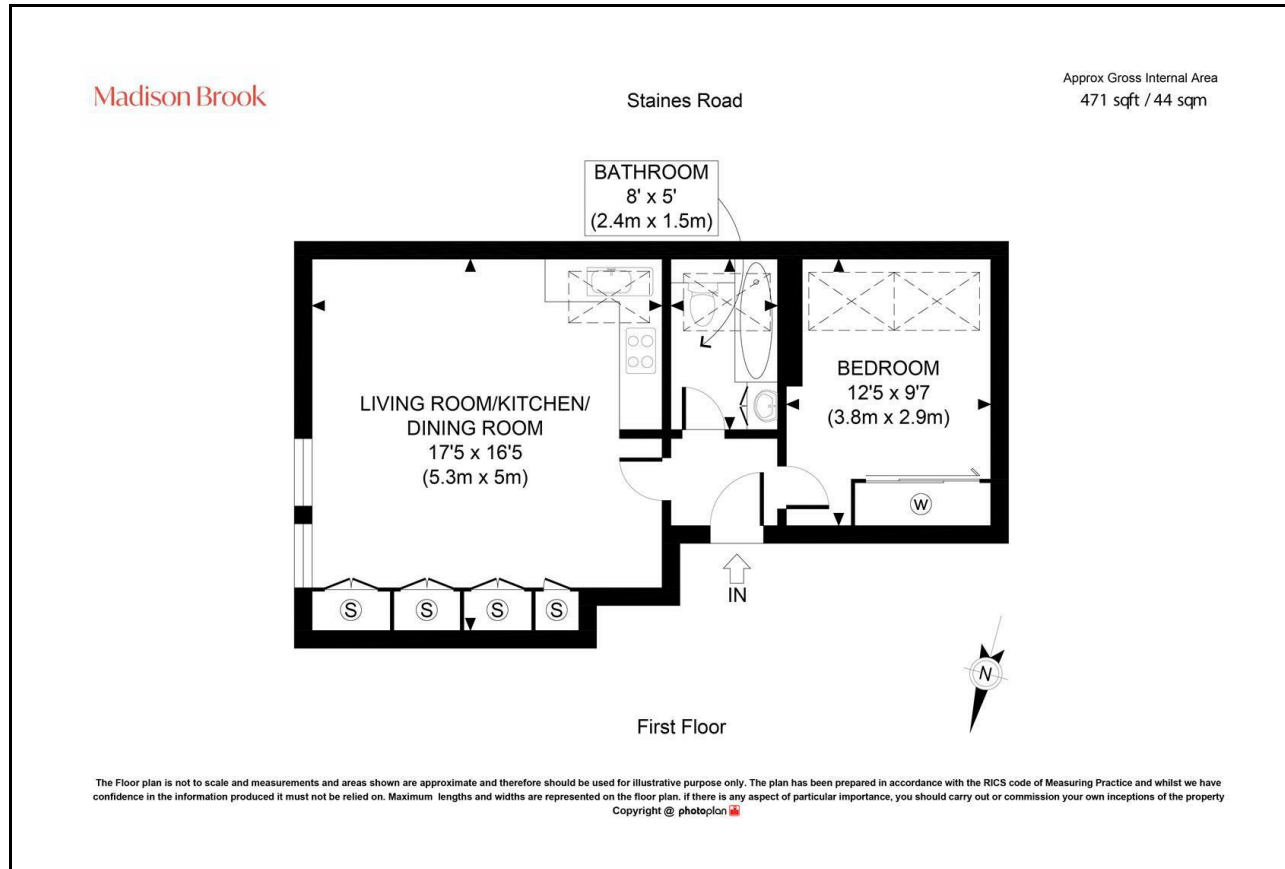 Madison Brook
Staines Road
Approx Gross Internal Area
471 sqft / 44 sqm
BATHROOM
8' x 5'
(2.4m x 1.5m)
LIVING ROOM/KITCHEN/
DINING ROOM
17'5 x 16'5
(5.3m x 5m)
BEDROOM
12'5 x 9'7
(3.8m x 2.9m)
W
S S S S
IN
N
First Floor
The Floor plan is not to scale and measurements and areas shown are approximate and therefore should be used for illustrative purpose only. The plan has been prepared in accordance with the RICS code of Measuring Practice and whilst we have
confidence in the information produced it must not be relied on. Maximum lengths and widths are represented on the floor plan. if there is any aspect of particular importance, you should carry out or commission your own inceptions of the property
Copyright @ photoplan